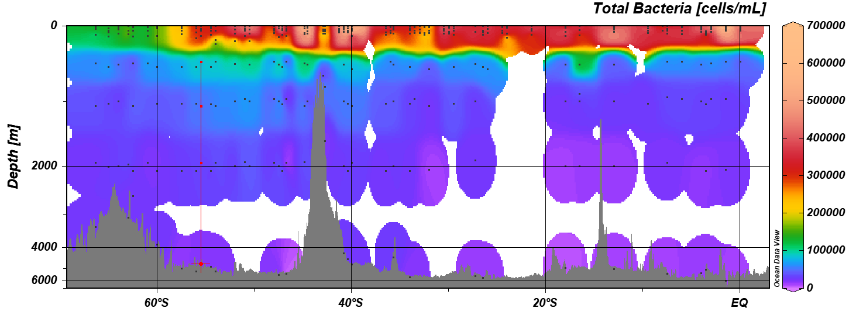 Total Bacteria [cells/mL]
0
2000
4000
6000
Depth [m]
60°S
40°S
20°S
EQ
Ocean Data View
700000
600000
500000
400000
300000
200000
100000
0